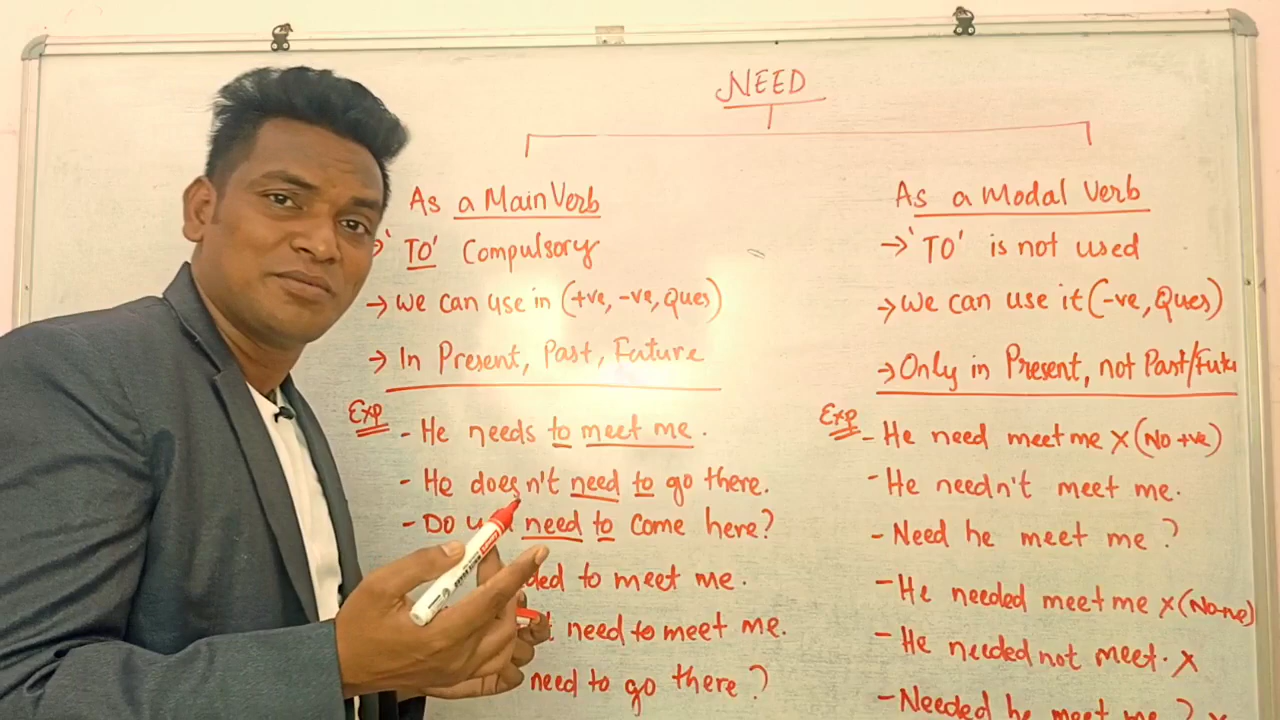 NEED
As a Main Verb
'TO' Compulsory
→ We can use in (+ve, -ve, Ques)
→ In Present, Past, Future
Exp
- He needs to meet me.
- He doesn't need to go there.
- Do need to come here?
to meet me.
need to meet me.
need to go there?
As a Modal Verb
→ 'TO' is not used
→ We can use it (-ve, Ques)
→ Only in Present, not Past/Futu
Exp
- He need meet me X (No +ve)
- He needn't meet me.
- Need he meet me ?
- He needed meet me X
- He needed not meet. X
- Needed he meet me ?